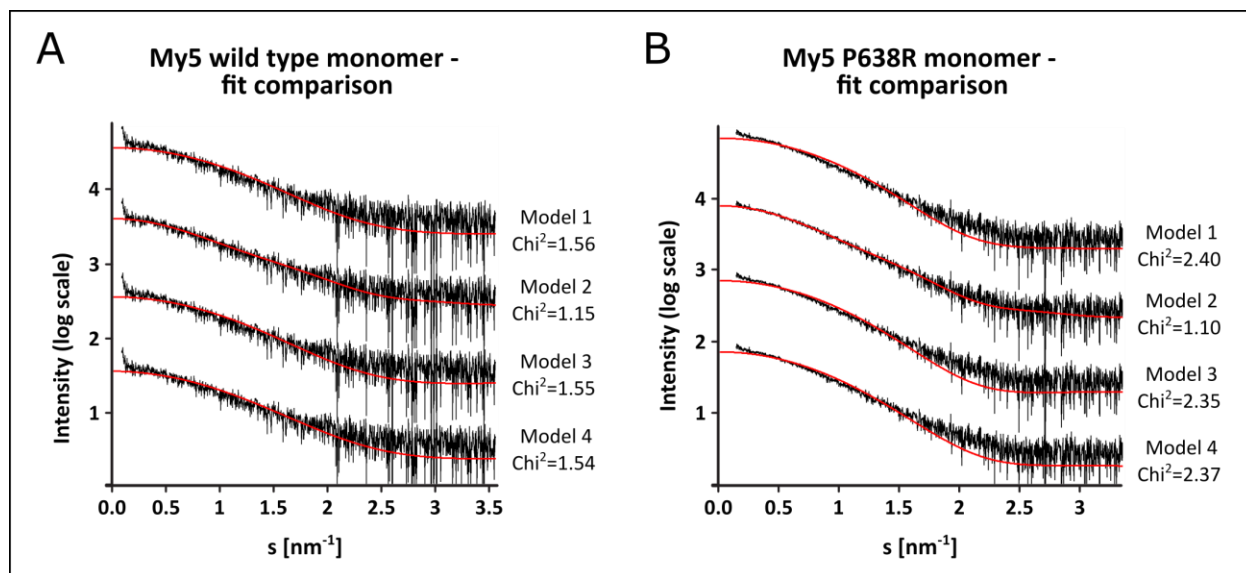 A
My5 wild type monomer -
fit comparison
Intensity (log scale)
4
3
2
1
Model 1
Chi²=1.56
Model 2
Chi²=1.15
Model 3
Chi²=1.55
Model 4
Chi²=1.54
0.0 0.5 1.0 1.5 2.0 2.5 3.0 3.5
s [nm⁻¹]
B
My5 P638R monomer -
fit comparison
Intensity (log scale)
4
3
2
1
Model 1
Chi²=2.40
Model 2
Chi²=1.10
Model 3
Chi²=2.35
Model 4
Chi²=2.37
0.0 0.5 1 1.5 2 2.5 3
s [nm⁻¹]